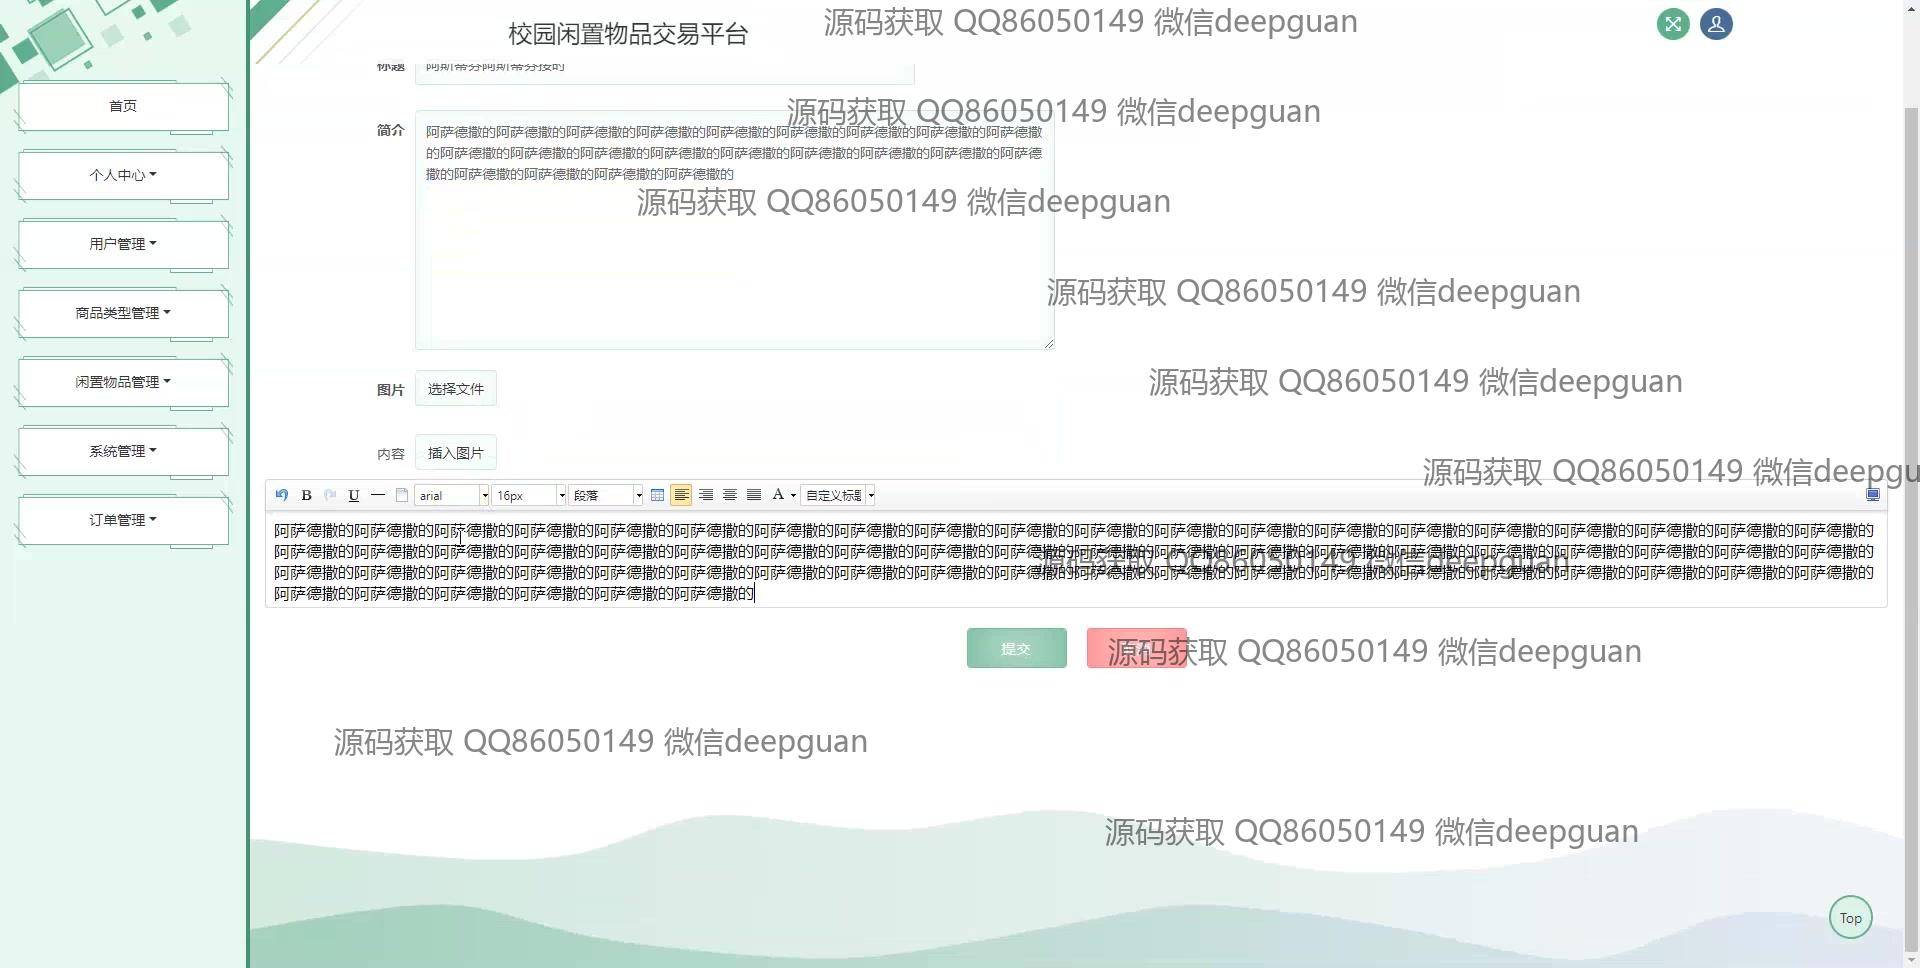 校园闲置物品交易平台
源码获取 QQ86050149 微信deepguan
首页
个人中心
用户管理
商品类型管理
闲置物品管理
系统管理
订单管理
标题
阿斯蒂芬阿斯蒂芬
源码获取 QQ86050149 微信deepguan
简介
阿萨德撒的阿萨德撒的阿萨德撒的阿萨德撒的阿萨德撒的阿萨德撒的阿萨德撒的阿萨德撒的阿萨德撒
的阿萨德撒的阿萨德撒的阿萨德撒的阿萨德撒的阿萨德撒的阿萨德撒的阿萨德撒的阿萨德撒的阿萨德
撒的阿萨德撒的阿萨德撒的阿萨德撒的阿萨德撒的
源码获取 QQ86050149 微信deepguan
源码获取 QQ86050149 微信deepguan
图片
选择文件
源码获取 QQ86050149 微信deepguan
内容
插入图片
源码获取 QQ86050149 微信deepgu
B U arial 16px 段落 A 自定义标题
阿萨德撒的阿萨德撒的阿萨德撒的阿萨德撒的阿萨德撒的阿萨德撒的阿萨德撒的阿萨德撒的阿萨德撒的阿萨德撒的阿萨德撒的阿萨德撒的阿萨德撒的阿萨德撒的阿萨德撒的阿萨德撒的阿萨德撒的阿萨德撒的阿萨德撒的阿萨德撒的
阿萨德撒的阿萨德撒的阿萨德撒的阿萨德撒的阿萨德撒的阿萨德撒的阿萨德撒的阿萨德撒的阿萨德撒的阿萨德撒的阿萨德撒的阿萨德撒的阿萨德撒的阿萨德撒的阿萨德撒的阿萨德撒的阿萨德撒的阿萨德撒的阿萨德撒的阿萨德撒的
源码获取 QQ86050149 微信deepguan
阿萨德撒的阿萨德撒的阿萨德撒的阿萨德撒的阿萨德撒的阿萨德撒的阿萨德撒的阿萨德撒的阿萨德撒的阿萨德撒的阿萨德撒的阿萨德撒的阿萨德撒的阿萨德撒的阿萨德撒的阿萨德撒的阿萨德撒的阿萨德撒的阿萨德撒的阿萨德撒的
阿萨德撒的阿萨德撒的阿萨德撒的阿萨德撒的阿萨德撒的阿萨德撒的
提交
源码获取 QQ86050149 微信deepguan
源码获取 QQ86050149 微信deepguan
源码获取 QQ86050149 微信deepguan
Top